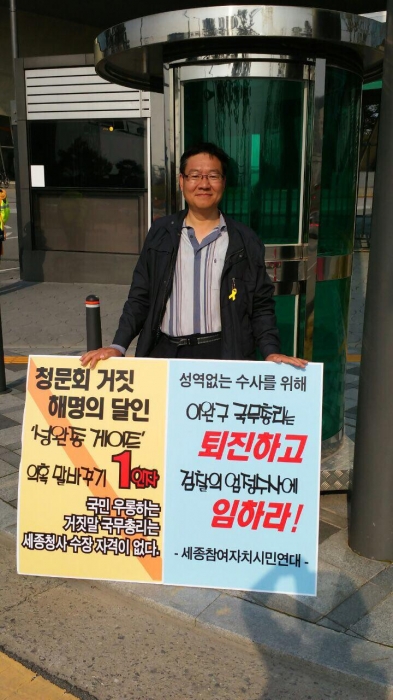 청문회 거짓
해명의 달인
'성완종 게이트'
의혹 말바꾸기 1인자
국민 우롱하는
거짓말 국무총리는
세종청사 수장 자격이 없다.
성역없는 수사를 위해
이완구 국무총리는
퇴진하고
검찰의 엄정수사에
임하라!
- 세종참여자치시민연대 -